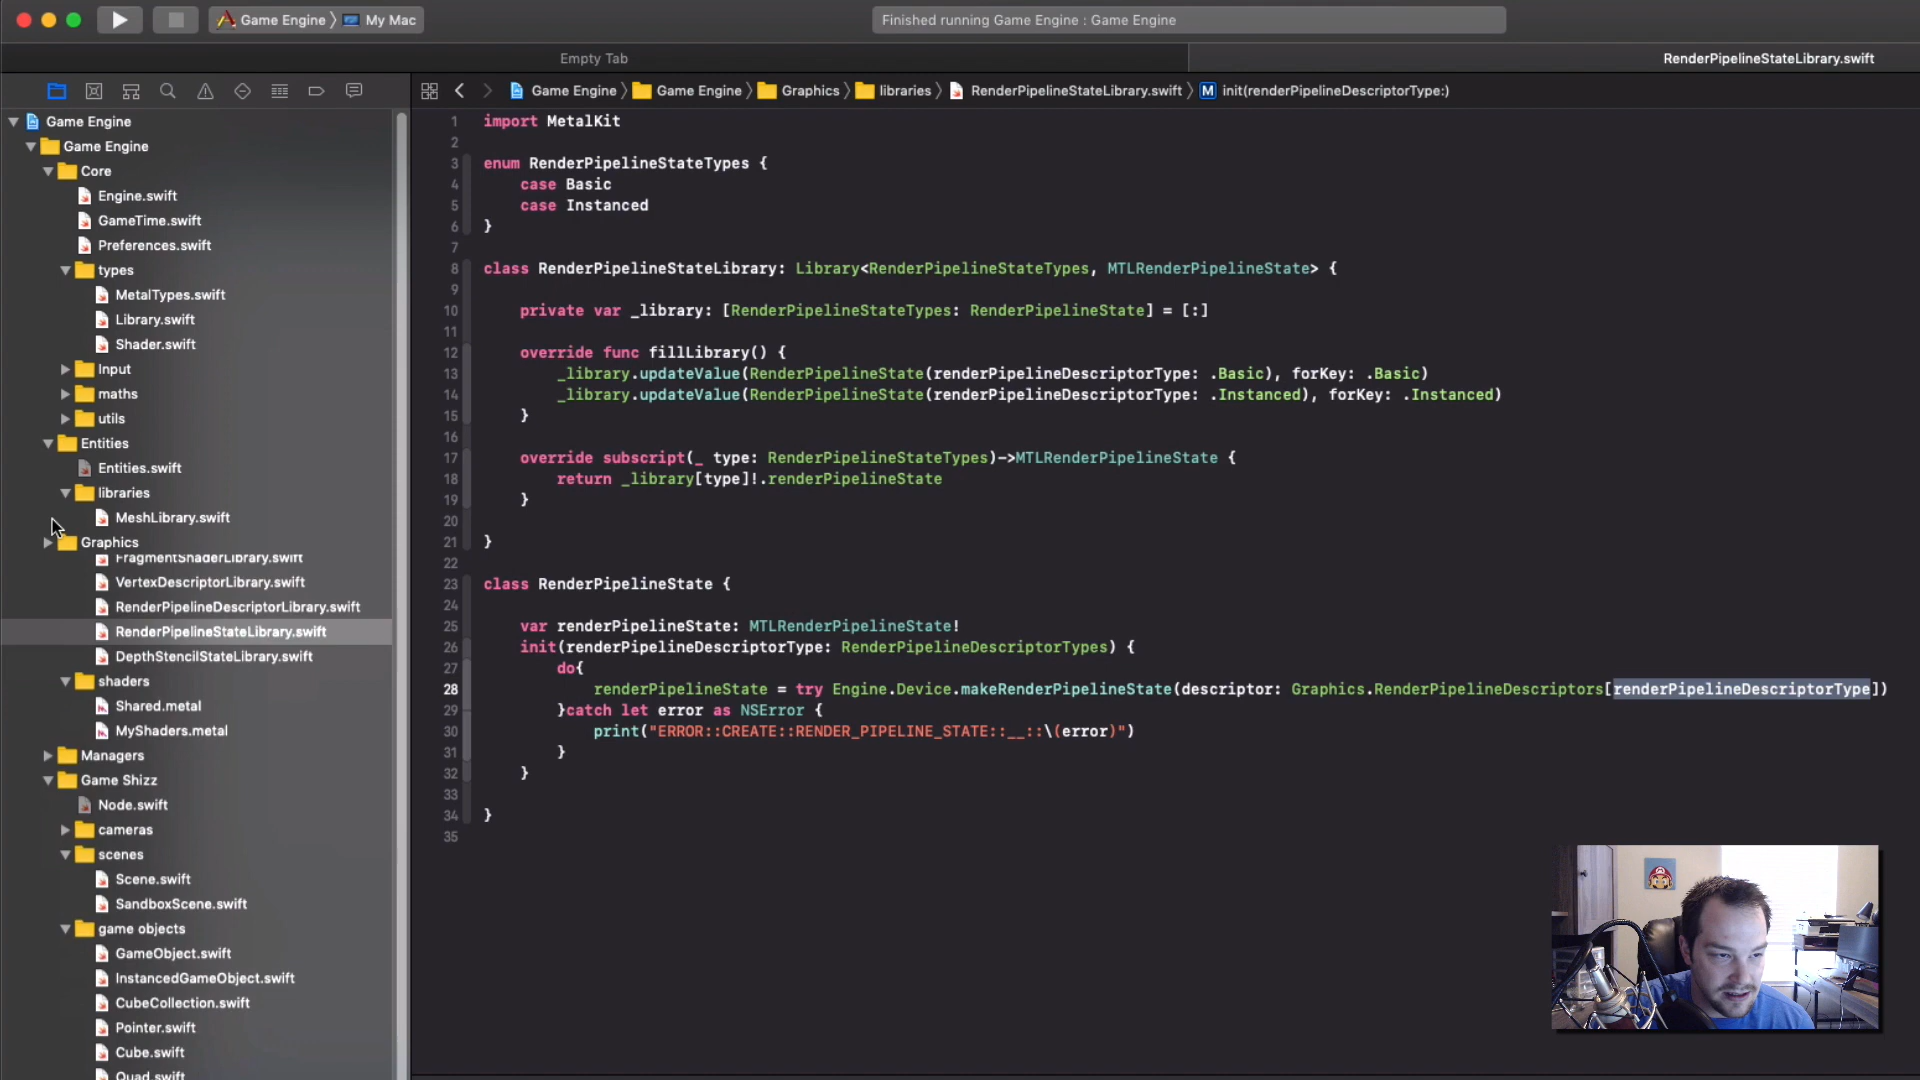 Game Engine
My Mac
Finished running Game Engine : Game Engine
Empty Tab
RenderPipelineStateLibrary.swift
Game Engine
Game Engine
Graphics
libraries
RenderPipelineStateLibrary.swift
M
init(renderPipelineDescriptorType:)
Game Engine
Game Engine
Core
Engine.swift
GameTime.swift
Preferences.swift
types
MetalTypes.swift
Library.swift
Shader.swift
Input
maths
utils
Entities
Entities.swift
libraries
MeshLibrary.swift
Graphics
FragmentShaderLibrary.swift
VertexDescriptorLibrary.swift
RenderPipelineDescriptorLibrary.swift
RenderPipelineStateLibrary.swift
DepthStencilStateLibrary.swift
shaders
Shared.metal
MyShaders.metal
Managers
Game Shizz
Node.swift
cameras
scenes
Scene.swift
SandboxScene.swift
game objects
GameObject.swift
InstancedGameObject.swift
CubeCollection.swift
Pointer.swift
Cube.swift
Quad.swift
1 import MetalKit
2
3 enum RenderPipelineStateTypes {
4 case Basic
5 case Instanced
6 }
7
8 class RenderPipelineStateLibrary: Library<RenderPipelineStateTypes, MTLRenderPipelineState> {
9
10 private var _library: [RenderPipelineStateTypes: RenderPipelineState] = [:]
11
12 override func fillLibrary() {
13 _library.updateValue(RenderPipelineState(renderPipelineDescriptorType: .Basic), forKey: .Basic)
14 _library.updateValue(RenderPipelineState(renderPipelineDescriptorType: .Instanced), forKey: .Instanced)
15 }
16
17 override subscript(_ type: RenderPipelineStateTypes)->MTLRenderPipelineState {
18 return _library[type]!.renderPipelineState
19 }
20
21 }
22
23 class RenderPipelineState {
24
25 var renderPipelineState: MTLRenderPipelineState!
26 init(renderPipelineDescriptorType: RenderPipelineDescriptorTypes) {
27 do{
28 renderPipelineState = try Engine.Device.makeRenderPipelineState(descriptor: Graphics.RenderPipelineDescriptors[renderPipelineDescriptorType])
29 }catch let error as NSError {
30 print("ERROR::CREATE::RENDER_PIPELINE_STATE::__::\(error)")
31 }
32 }
33
34 }
35